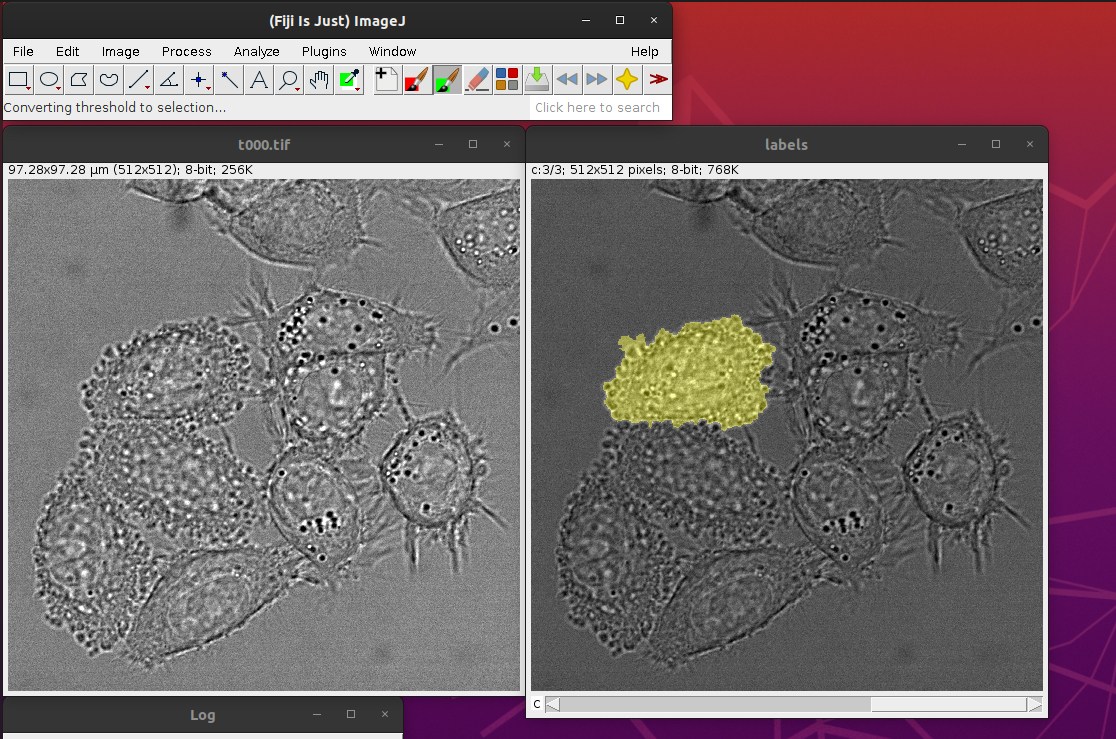 (Fiji Is Just) ImageJ
File Edit Image Process Analyze Plugins Window Help
Converting threshold to selection... Click here to search
t000.tif
97.28x97.28 µm (512x512); 8-bit; 256K
labels
c:3/3; 512x512 pixels; 8-bit; 768K
C
Log